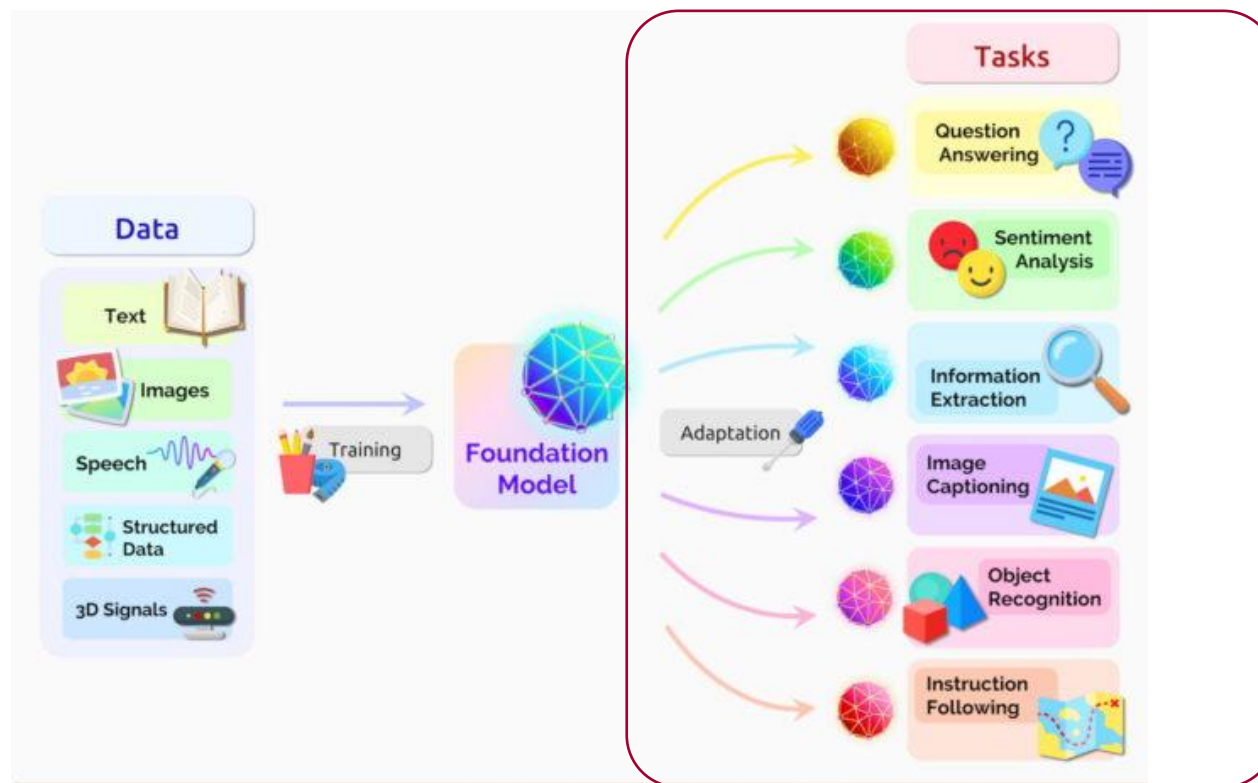 Data
Text
Images
Speech
Structured
Data
3D Signals
Training
Foundation
Model
Adaptation
Tasks
Question
Answering
Sentiment
Analysis
Information
Extraction
Image
Captioning
Object
Recognition
Instruction
Following